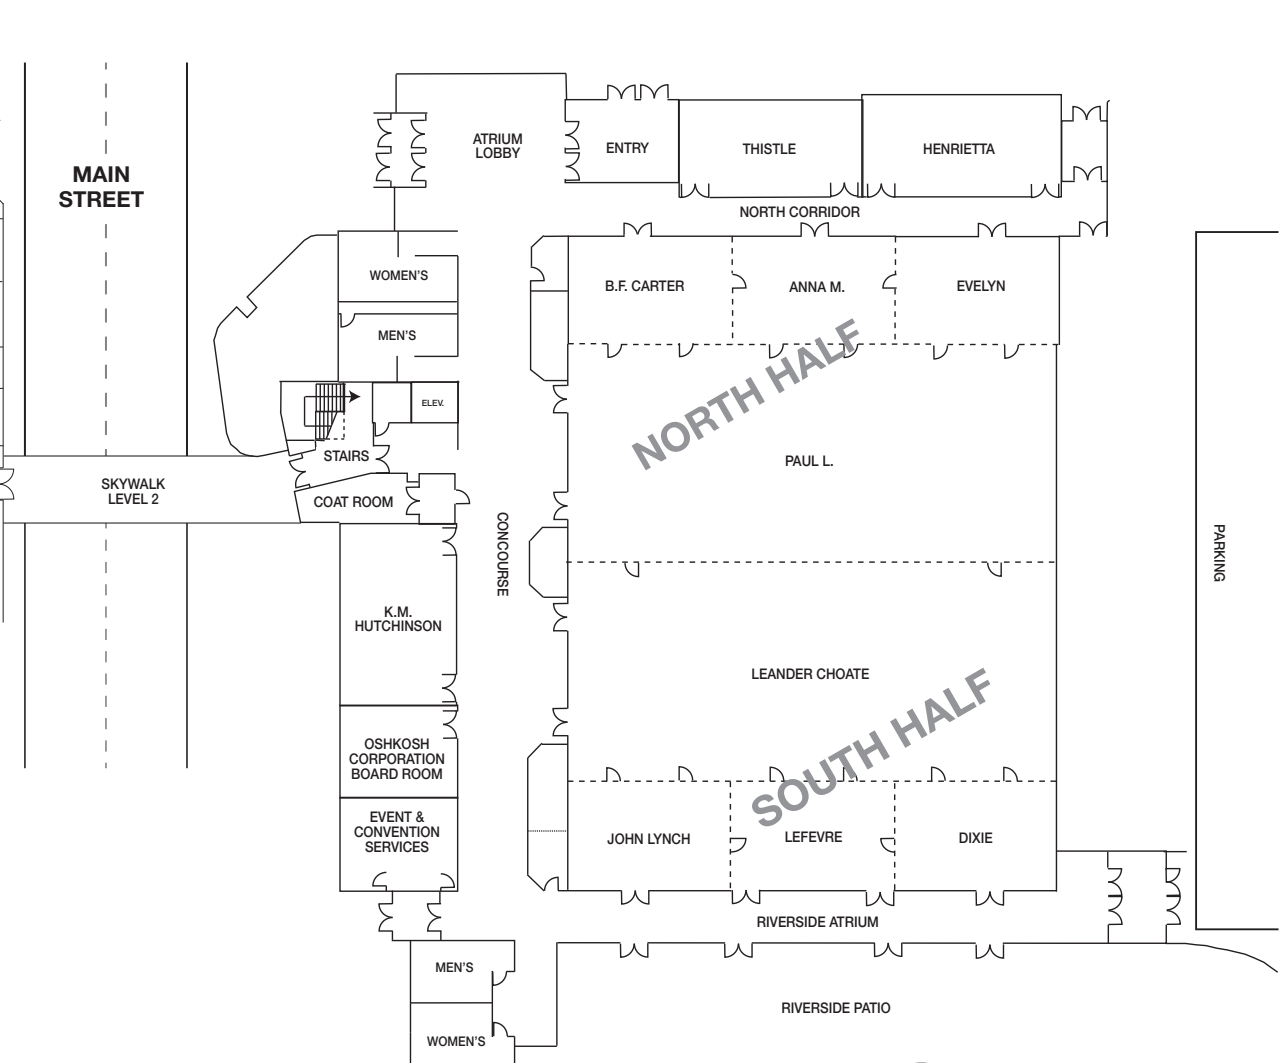 MAIN
STREET
ATRIUM
LOBBY
ENTRY
THISTLE
HENRIETTA
NORTH CORRIDOR
WOMEN'S
MEN'S
ELEV.
STAIRS
COAT ROOM
SKYWALK
LEVEL 2
B.F. CARTER
ANNA M.
EVELYN
NORTH HALF
PAUL L.
CONCOURSE
PARKING
K.M.
HUTCHINSON
LEANDER CHOATE
SOUTH HALF
OSHKOSH
CORPORATION
BOARD ROOM
EVENT &
CONVENTION
SERVICES
JOHN LYNCH
LEFEVRE
DIXIE
RIVERSIDE ATRIUM
MEN'S
WOMEN'S
RIVERSIDE PATIO